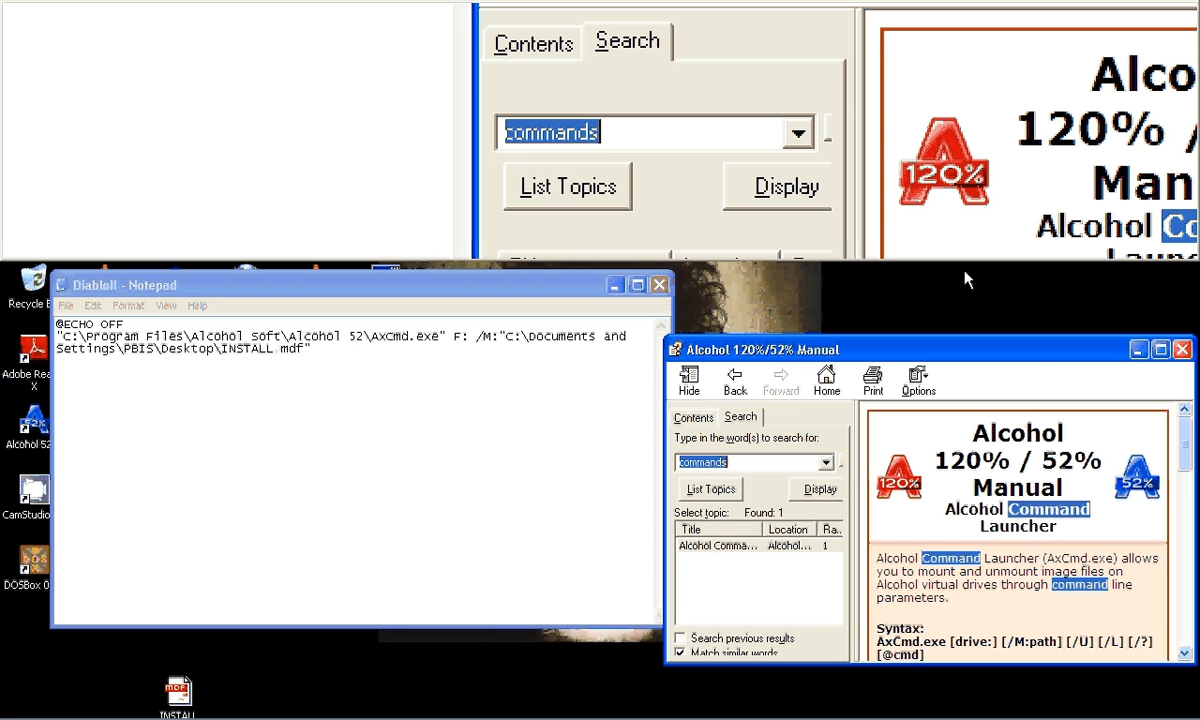 Contents Search
commands
List Topics Display
Alco
120% /
Man
Alcohol Co
120%
Recycle
Adobe Rea
X
Alcohol 52
52%
CamStudio
DOSBox 0
DiabloII - Notepad
File Edit Format View Help
@ECHO OFF
"C:\Program Files\Alcohol Soft\Alcohol 52\AxCmd.exe" F: /M:"C:\Documents and
Settings\PBIS\Desktop\INSTALL.mdf"
MDF
INSTALL
Alcohol 120%/52% Manual
Hide Back Forward Home Print Options
Contents Search
Type in the word(s) to search for:
commands
List Topics Display
Select topic: Found: 1
Title Location Ra..
Alcohol Comma... Alcohol... 1
Search previous results
Match similar words
Alcohol
120% / 52%
Manual
Alcohol Command
Launcher
120%
52%
Alcohol Command Launcher (AxCmd.exe) allows
you to mount and unmount image files on
Alcohol virtual drives through command line
parameters.
Syntax:
AxCmd.exe [drive:] [/M:path] [/U] [/L] [/?]
[@cmd]